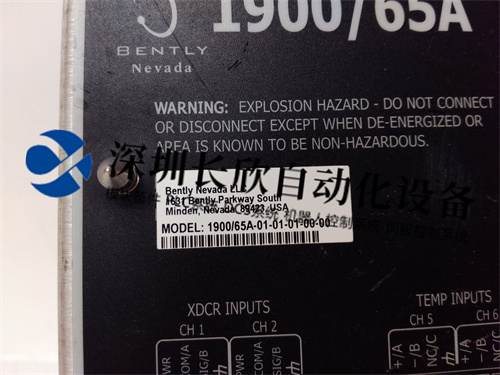 1900/65A
BENTLY
Nevada
WARNING: EXPLOSION HAZARD - DO NOT CONNECT
OR DISCONNECT EXCEPT WHEN DE-ENERGIZED OR
AREA IS KNOWN TO BE NON-HAZARDOUS.
深圳长欣自动化设备
Bently Nevada LLC
1631 Bently Parkway South
Minden, Nevada 89423 USA
MODEL: 1900/65A-01-01-01-00-00
XDCR INPUTS
TEMP INPUTS
CH 1
CH 2
CH 5
CH 6
PWR
COM/A
SIG/B
PWR
COM/A
SIG/B
+/A
-/B
NC/C
+/A
-/B
NC/C